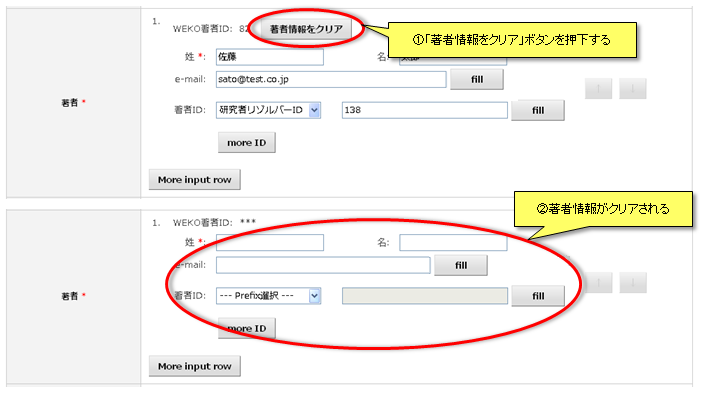 1.
WEKO著者ID: 82 著者情報をクリア
①「著者情報をクリア」ボタンを押下する
姓 *: 佐藤 名:
e-mail: sato@test.co.jp fill
↑ ↓
著者 *
著者ID: 研究者リゾルバーID 138 fill
more ID
More input row
②著者情報がクリアされる
1. WEKO著者ID: ***
姓 *: 名:
e-mail: fill
↑ ↓
著者 *
著者ID: --- Prefix選択 --- fill
more ID
More input row